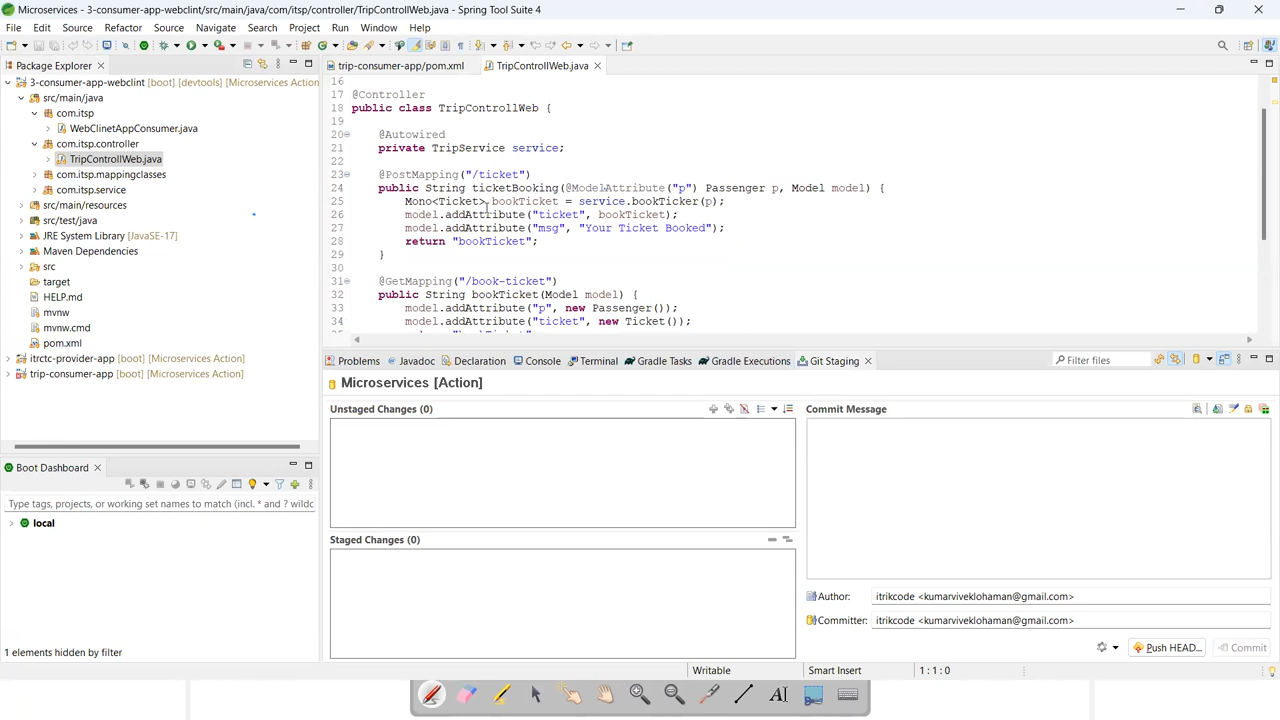 Microservices - 3-consumer-app-webclint/src/main/java/com/itsp/controller/TripControllWeb.java - Spring Tool Suite 4
File Edit Source Refactor Source Navigate Search Project Run Window Help
Package Explorer
3-consumer-app-webclint [boot] [devtools] [Microservices Action]
src/main/java
com.itsp
WebClinetAppConsumer.java
com.itsp.controller
TripControllWeb.java
com.itsp.mappingclasses
com.itsp.service
src/main/resources
src/test/java
JRE System Library [JavaSE-17]
Maven Dependencies
src
target
HELP.md
mvnw
mvnw.cmd
pom.xml
itrctc-provider-app [boot] [Microservices Action]
trip-consumer-app [boot] [Microservices Action]
Boot Dashboard
Type tags, projects, or working set names to match (incl. * and ? wildc
local
1 elements hidden by filter
trip-consumer-app/pom.xml TripControllWeb.java
16
17 @Controller
18 public class TripControllWeb {
19
20 @Autowired
21 private TripService service;
22
23 @PostMapping("/ticket")
24 public String ticketBooking(@ModelAttribute("p") Passenger p, Model model) {
25 Mono<Ticket> bookTicket = service.bookTicker(p);
26 model.addAttribute("ticket", bookTicket);
27 model.addAttribute("msg", "Your Ticket Booked");
28 return "bookTicket";
29 }
30
31 @GetMapping("/book-ticket")
32 public String bookTicket(Model model) {
33 model.addAttribute("p", new Passenger());
34 model.addAttribute("ticket", new Ticket());
Problems Javadoc Declaration Console Terminal Gradle Tasks Gradle Executions Git Staging Filter files
Microservices [Action]
Unstaged Changes (0)
Staged Changes (0)
Commit Message
Author: itrikcode <kumarviveklohaman@gmail.com>
Committer: itrikcode <kumarviveklohaman@gmail.com>
Push HEAD... Commit
Writable Smart Insert 1 : 1 : 0